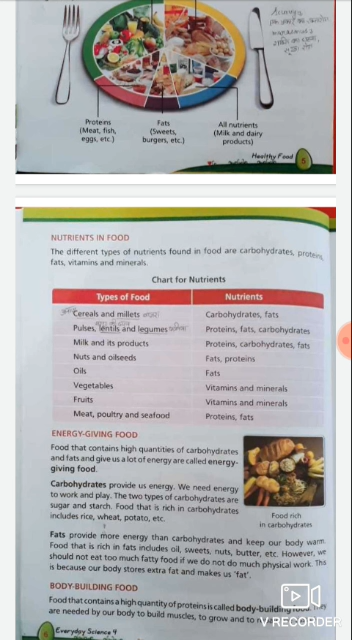 Proteins
(Meat, fish,
eggs, etc.)
Fats
(Sweets,
burgers, etc.)
All nutrients
(Milk and dairy
products)
Healthy Food 5
NUTRIENTS IN FOOD
The different types of nutrients found in food are carbohydrates, proteins,
fats, vitamins and minerals.
Chart for Nutrients
Types of Food Nutrients
Cereals and millets Carbohydrates, fats
Pulses, lentils and legumes Proteins, fats, carbohydrates
Milk and its products Proteins, carbohydrates, fats
Nuts and oilseeds Fats, proteins
Oils Fats
Vegetables Vitamins and minerals
Fruits Vitamins and minerals
Meat, poultry and seafood Proteins, fats
ENERGY-GIVING FOOD
Food that contains high quantities of carbohydrates
and fats and give us a lot of energy are called energy-
giving food.
Carbohydrates provide us energy. We need energy
to work and play. The two types of carbohydrates are
sugar and starch. Food that is rich in carbohydrates
includes rice, wheat, potato, etc.
Food rich
in carbohydrates
Fats provide more energy than carbohydrates and keep our body warm.
Food that is rich in fats includes oil, sweets, nuts, butter, etc. However, we
should not eat too much fatty food if we do not do much physical work. This
is because our body stores extra fat and makes us 'fat'.
BODY-BUILDING FOOD
Food that contains a high quantity of proteins is called body-building They
are needed by our body to build muscles, to grow and to
6 Everyday Science 4
V RECORDER